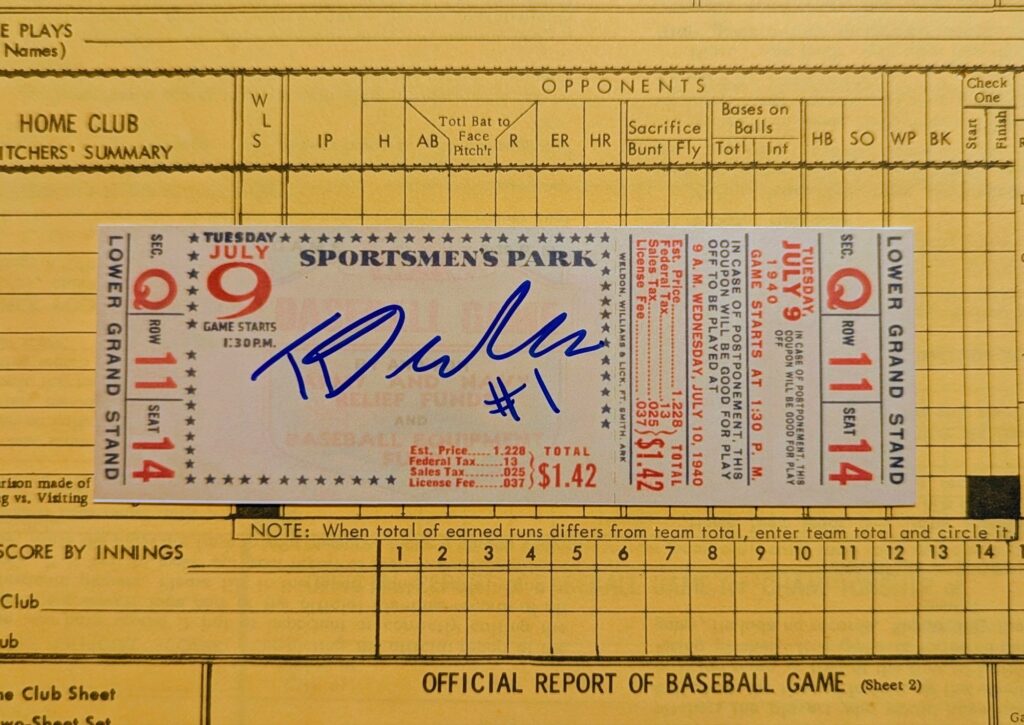 E PLAYS
Names)
HOME CLUB
ITCHERS' SUMMARY
W
L
S
IP
OPPONENTS
H
AB
Totl Bat to
Face
Pitch'r
R
ER
HR
Sacrifice
Bunt
Fly
Bases on
Balls
Totl
Int
HB
SO
WP
BK
Check
One
Start
Finish
LOWER GRAND STAND
SEC.
Q
ROW
11
SEAT
14
TUESDAY
JULY
9
GAME STARTS
1:30 P.M.
SPORTSMEN'S PARK
#1
AND
BASEBALL EQUIPMENT
Est. Price.....1.228
Federal Tax.... .13
Sales Tax.......025
License Fee......037
TOTAL
$1.42
WELDON, WILLIAMS & LICK, FT. SMITH, ARK
License Fee.........037
Sales Tax............025
Federal Tax..........13
Est. Price........1.228
TOTAL
$1.42
IN CASE OF POSTPONEMENT, THIS
COUPON WILL BE GOOD FOR PLAY
OFF TO BE PLAYED AT
9 A.M. WEDNESDAY, JULY 10, 1940
TUESDAY,
JULY 9
1940
GAME STARTS AT 1:30 P. M.
IN CASE OF POSTPONEMENT, THIS
COUPON WILL BE GOOD FOR PLAY
OFF
SEC.
Q
ROW
11
SEAT
14
LOWER GRAND STAND
rison made of
g vs. Visiting
NOTE: When total of earned runs differs from team total, enter team total and circle it.
SCORE BY INNINGS
1 2 3 4 5 6 7 8 9 10 11 12 13 14
Club
ub
ne Club Sheet
wo-Sheet Set
OFFICIAL REPORT OF BASEBALL GAME (Sheet 2)